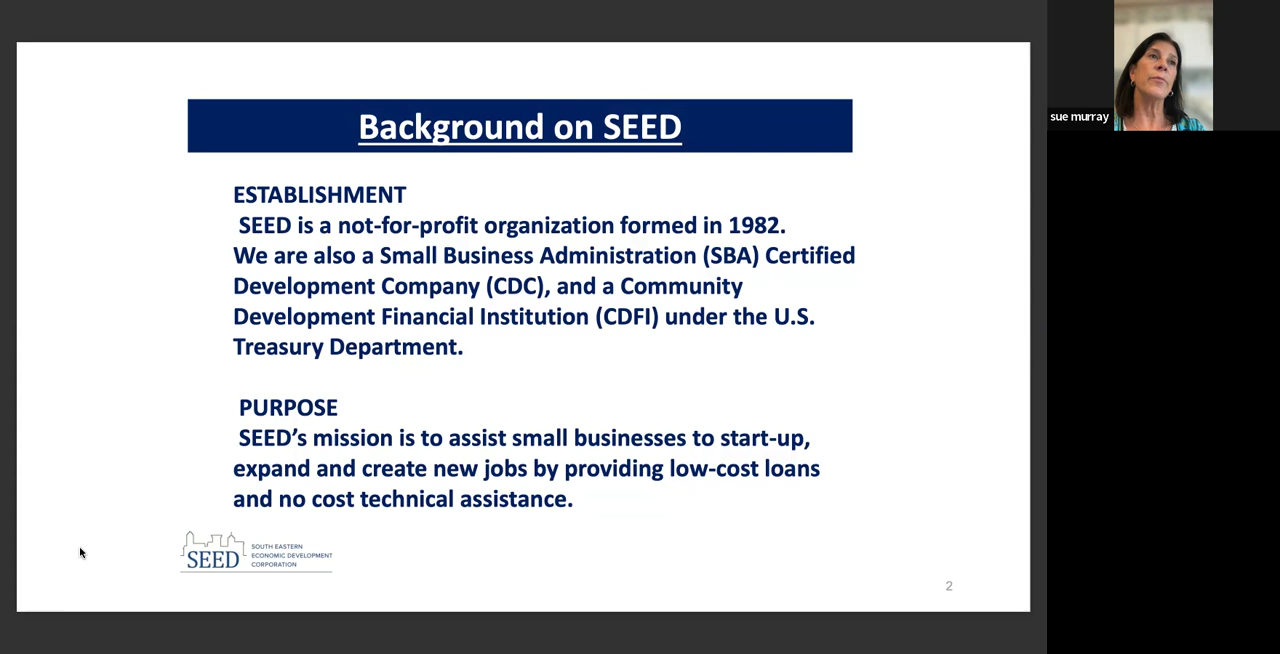 Background on SEED
ESTABLISHMENT
SEED is a not-for-profit organization formed in 1982.
We are also a Small Business Administration (SBA) Certified
Development Company (CDC), and a Community
Development Financial Institution (CDFI) under the U.S.
Treasury Department.
PURPOSE
SEED’s mission is to assist small businesses to start-up,
expand and create new jobs by providing low-cost loans
and no cost technical assistance.
SEED
SOUTH EASTERN
ECONOMIC DEVELOPMENT
CORPORATION
2
sue murray